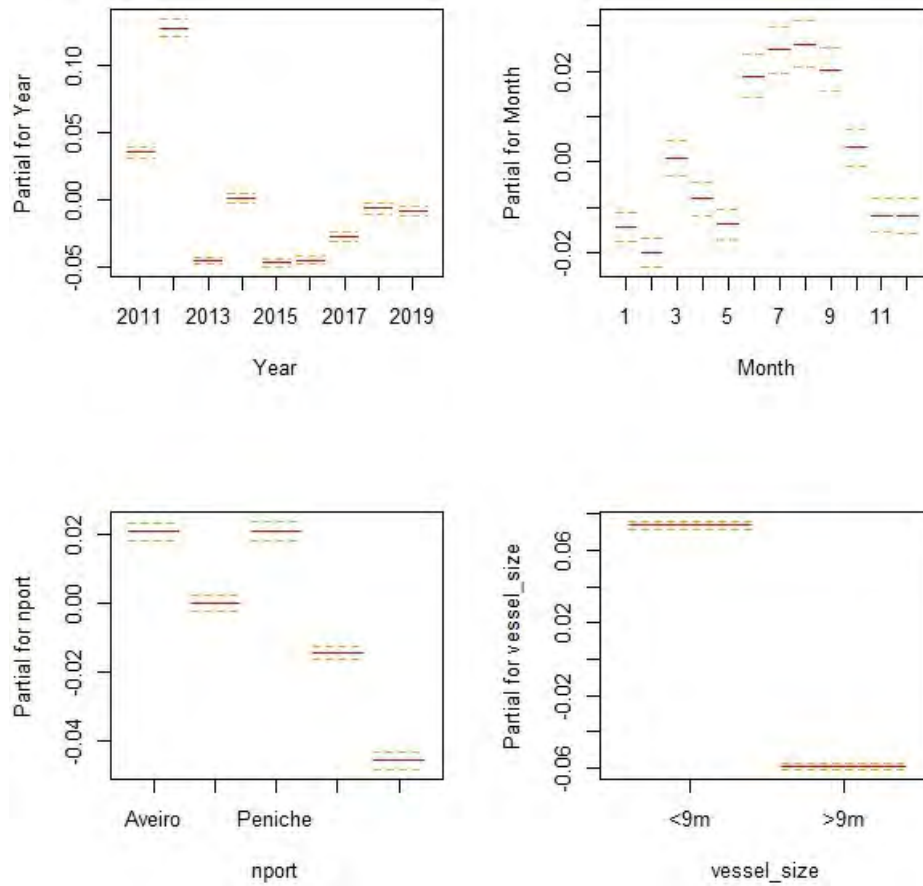 Partial for Year
0.10
0.05
0.00
-0.05
2011 2013 2015 2017 2019
Year
Partial for Month
0.02
0.00
-0.02
1 3 5 7 9 11
Month
Partial for nport
0.02
0.00
-0.02
-0.04
Aveiro Peniche
nport
Partial for vessel_size
0.06
0.02
-0.02
-0.06
<9m >9m
vessel_size